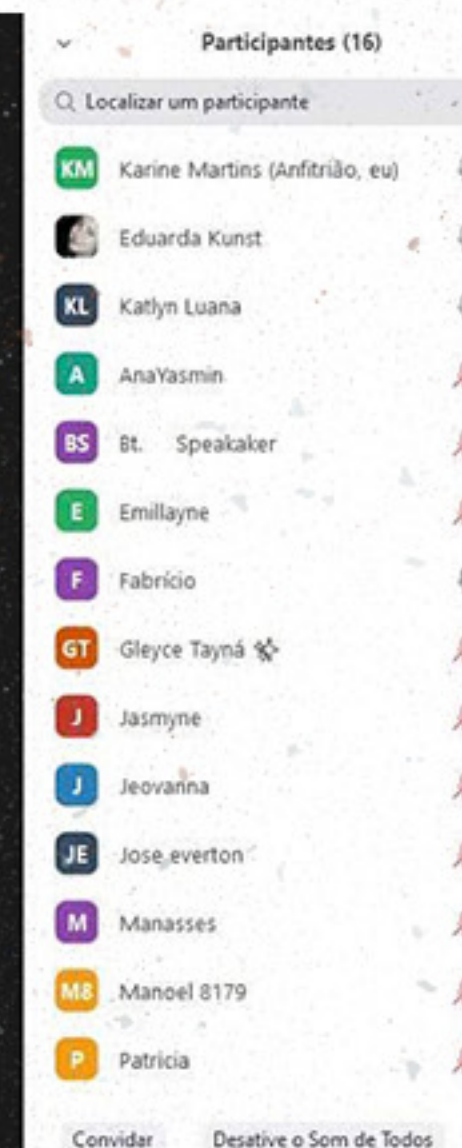 Participantes (16)
Localizar um participante
KM Karine Martins (Anfitrião, eu)
Eduarda Kunst
KL Katlyn Luana
A AnaYasmin
BS Bt. Speakaker
E Emillayne
F Fabrício
GT Gleyce Tayná
J Jasmyne
J Jeovanna
JE Jose everton
M Manasses
M8 Manoel 8179
P Patricia
Convidar Desative o Som de Todos